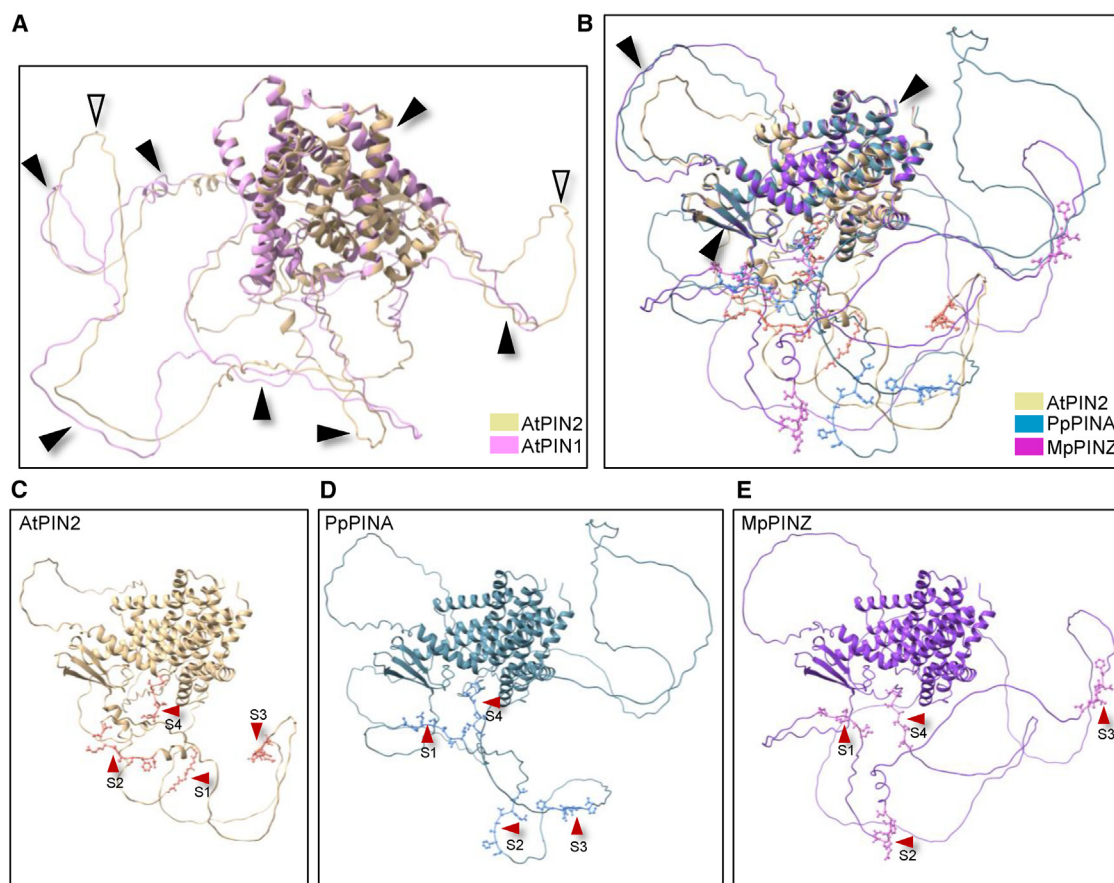 A
AtPIN2
AtPIN1
B
AtPIN2
PpPINA
MpPINZ
C
AtPIN2
S4
S3
S2
S1
D
PpPINA
S4
S1
S2
S3
E
MpPINZ
S4
S1
S3
S2